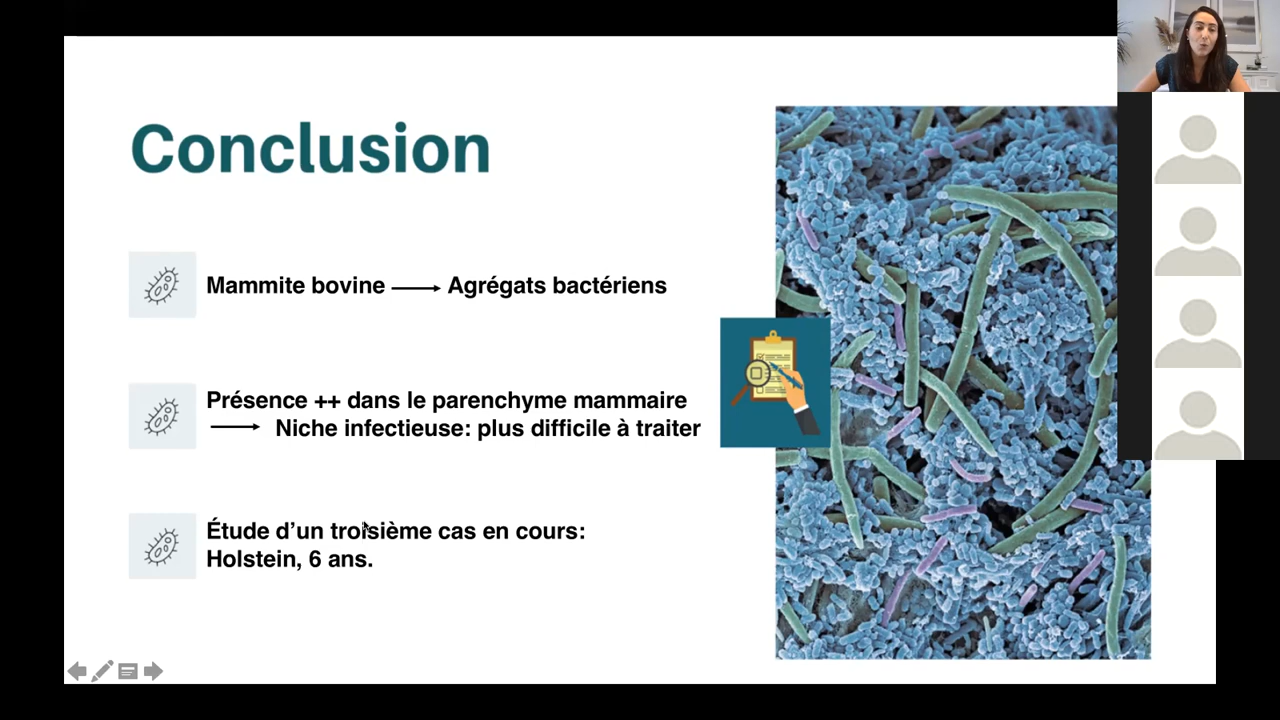 Conclusion
Mammite bovine → Agrégats bactériens
Présence ++ dans le parenchyme mammaire
→ Niche infectieuse: plus difficile à traiter
Étude d’un troisième cas en cours:
Holstein, 6 ans.